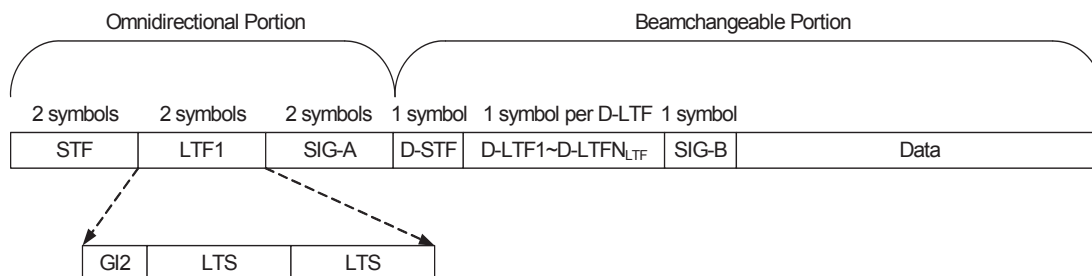 Omnidirectional Portion Beamchangeable Portion
2 symbols 2 symbols 2 symbols 1 symbol 1 symbol per D-LTF 1 symbol
STF LTF1 SIG-A D-STF D-LTF1~D-LTFN_LTF SIG-B Data
GI2 LTS LTS